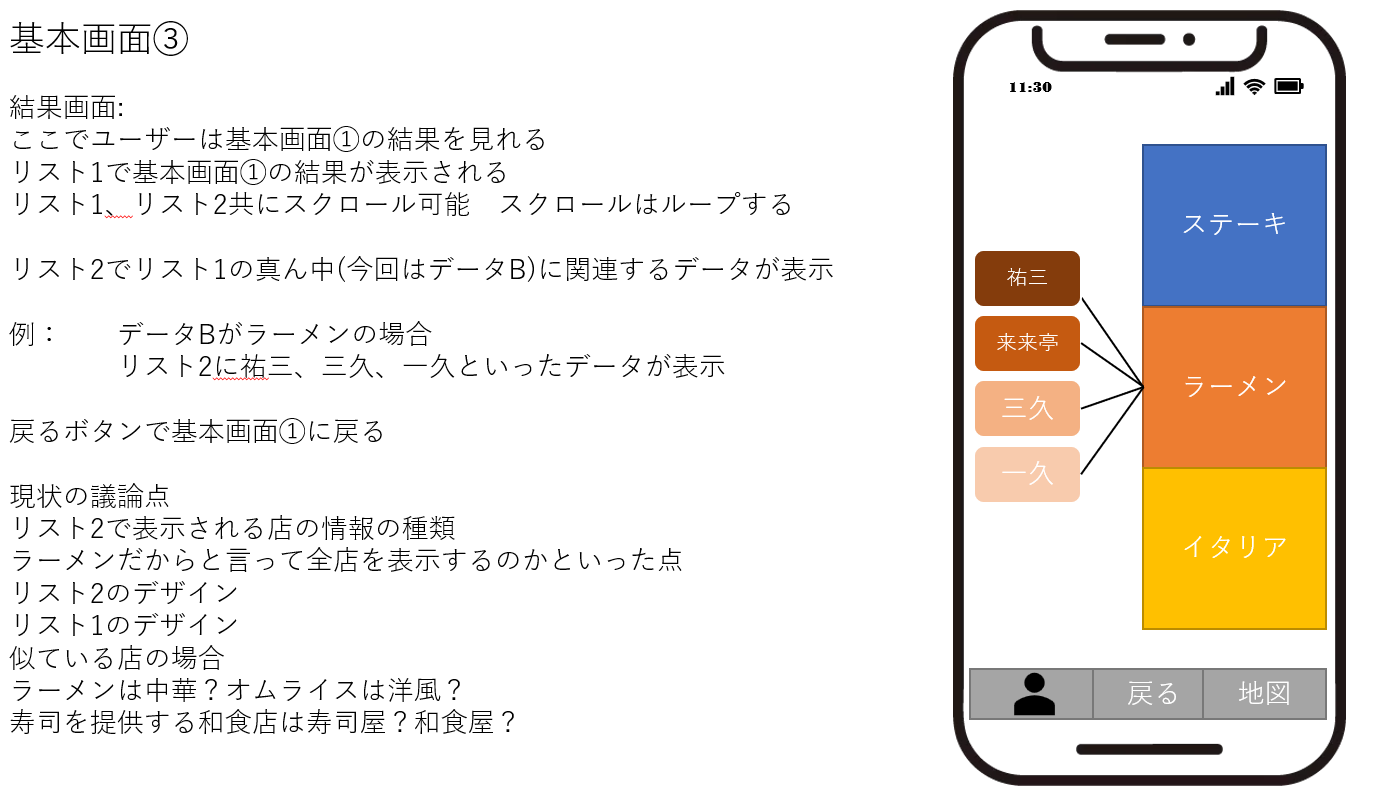 基本画面③
結果画面:
ここでユーザーは基本画面①の結果を見れる
リスト1で基本画面①の結果が表示される
リスト1、リスト2共にスクロール可能　スクロールはループする
リスト2でリスト1の真ん中(今回はデータB)に関連するデータが表示
例：　　データBがラーメンの場合
リスト2に祐三、三久、一久といったデータが表示
戻るボタンで基本画面①に戻る
現状の議論点
リスト2で表示される店の情報の種類
ラーメンだからと言って全店を表示するのかといった点
リスト2のデザイン
リスト1のデザイン
似ている店の場合
ラーメンは中華？オムライスは洋風？
寿司を提供する和食店は寿司屋？和食屋？
11:30
ステーキ
祐三
来来亭
ラーメン
三久
一久
イタリア
戻る
地図